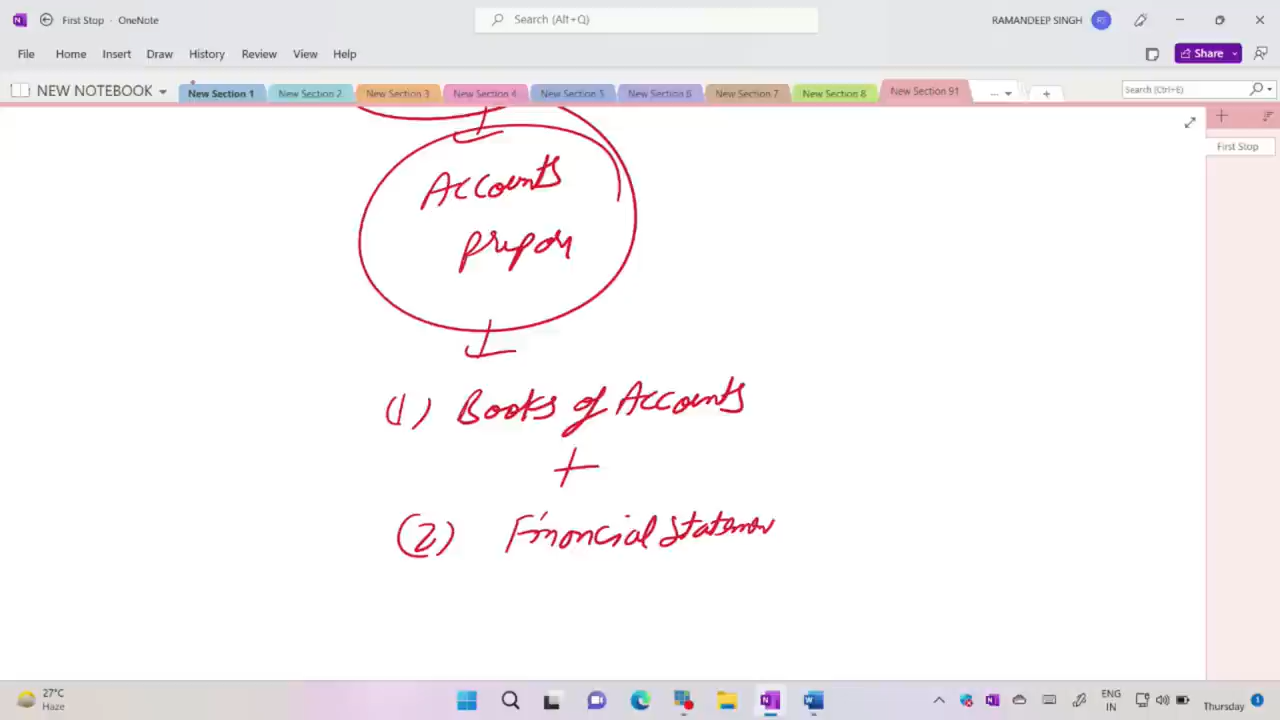 First Stop - OneNote
Search (Alt+Q)
RAMANDEEP SINGH
RS
File Home Insert Draw History Review View Help
Share
NEW NOTEBOOK
New Section 1
New Section 2
New Section 3
New Section 4
New Section 5
New Section 6
New Section 7
New Section 8
New Section 91
...
Search (Ctrl+E)
First Stop
Accounts
(1) Books of Accounts
+
(2) Financial Statemen
27°C
Haze
ENG
IN
Thursday
1